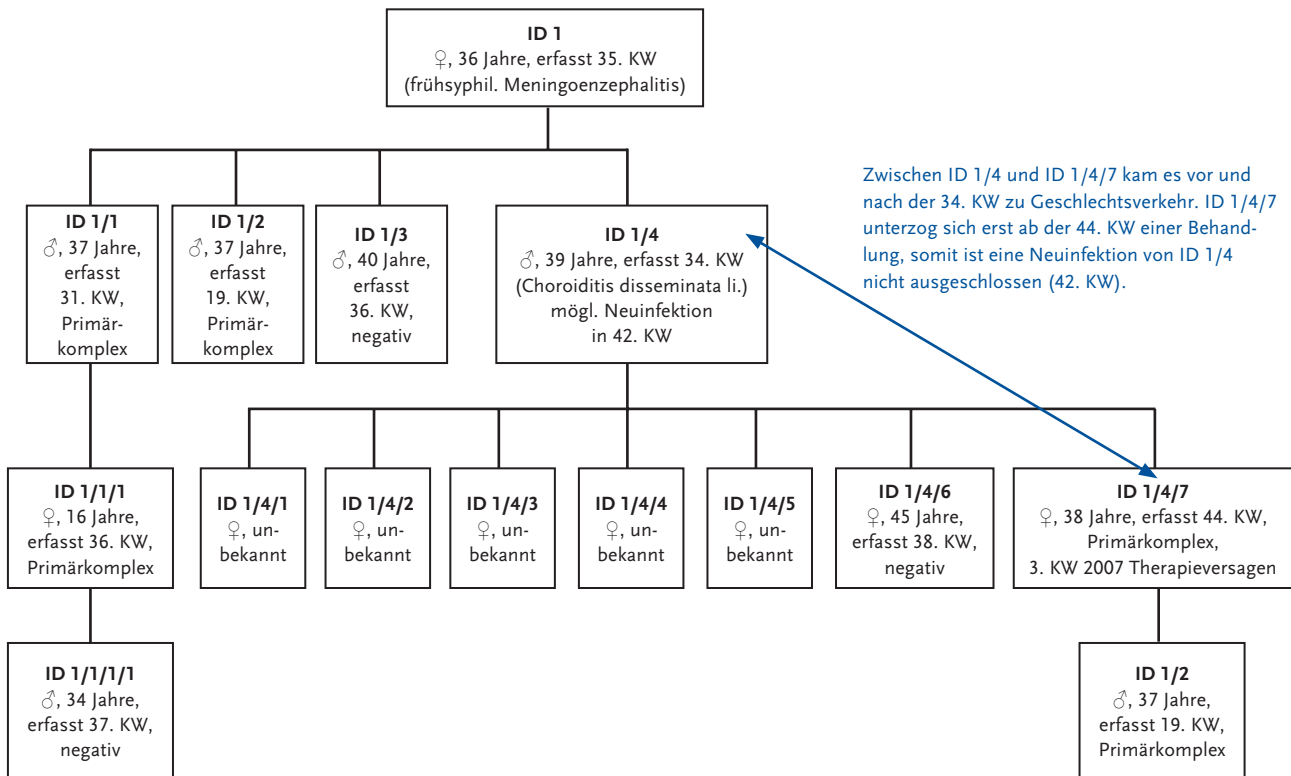 ID 1
♀, 36 Jahre, erfasst 35. KW
(frühsyphil. Meningoenzephalitis)
Zwischen ID 1/4 und ID 1/4/7 kam es vor und
nach der 34. KW zu Geschlechtsverkehr. ID 1/4/7
unterzog sich erst ab der 44. KW einer Behand-
lung, somit ist eine Neuinfektion von ID 1/4
nicht ausgeschlossen (42. KW).
ID 1/1
♂, 37 Jahre,
erfasst
31. KW,
Primär-
komplex
ID 1/2
♂, 37 Jahre,
erfasst
19. KW,
Primär-
komplex
ID 1/3
♂, 40 Jahre,
erfasst
36. KW,
negativ
ID 1/4
♂, 39 Jahre, erfasst 34. KW
(Choroiditis disseminata li.)
mögl. Neuinfektion
in 42. KW
ID 1/1/1
♀, 16 Jahre,
erfasst 36. KW,
Primärkomplex
ID 1/4/1
♀, un-
bekannt
ID 1/4/2
♀, un-
bekannt
ID 1/4/3
♀, un-
bekannt
ID 1/4/4
♀, un-
bekannt
ID 1/4/5
♀, un-
bekannt
ID 1/4/6
♀, 45 Jahre,
erfasst 38. KW,
negativ
ID 1/4/7
♀, 38 Jahre, erfasst 44. KW,
Primärkomplex,
3. KW 2007 Therapieversagen
ID 1/1/1/1
♂, 34 Jahre,
erfasst 37. KW,
negativ
ID 1/2
♂, 37 Jahre,
erfasst 19. KW,
Primärkomplex